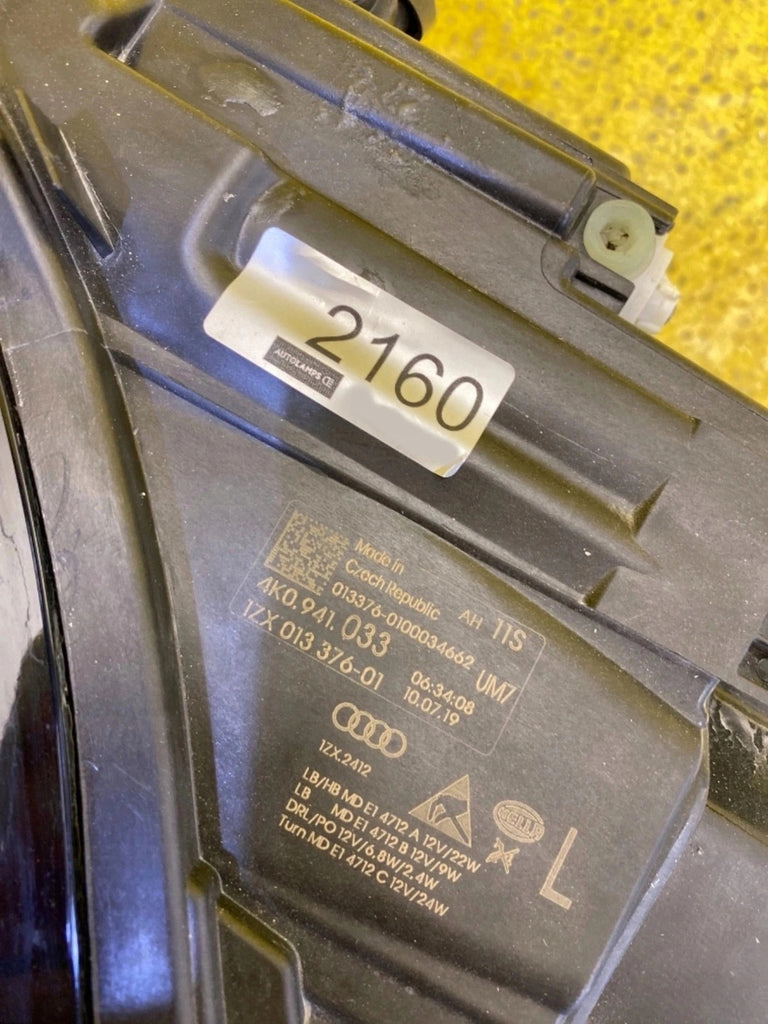 2160
AUTOLAMPS
Made in
Czech Republic AH 11S
013376-0100034662 UM7
4K0.941.033 06:34:08
1ZX 013 376-01 10.07.19
1ZX.2412
LB/HB MD E1 4712 A 12V/22W
LB MD E1 4712 B 12V/9W
DRL/PO 12V/6,8W/2,4W
Turn MD E1 4712 C 12V/24W
HELLA
L